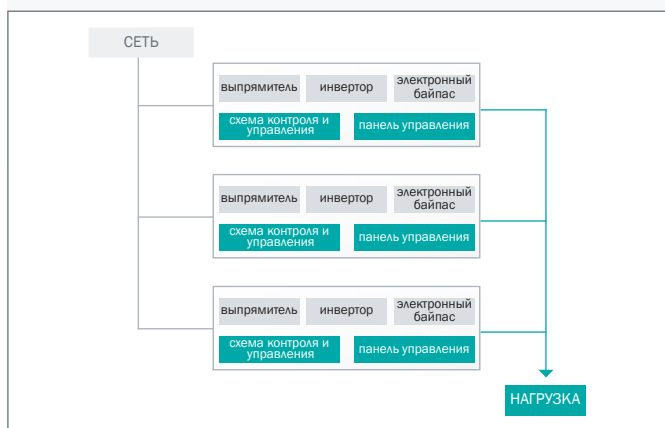 СЕТЬ
выпрямитель
инвертор
электронный
байпас
схема контроля и
управления
панель управления
выпрямитель
инвертор
электронный
байпас
схема контроля и
управления
панель управления
выпрямитель
инвертор
электронный
байпас
схема контроля и
управления
панель управления
НАГРУЗКА